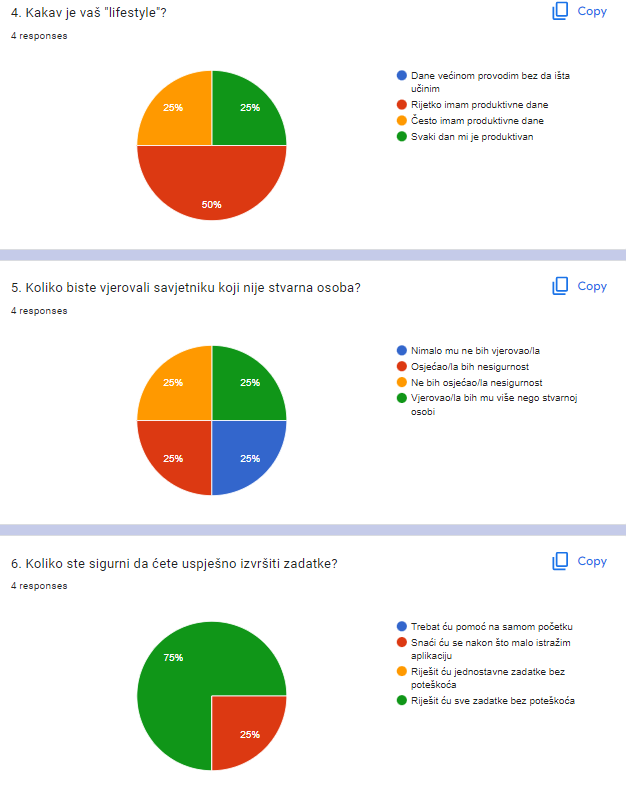 4. Kakav je vaš "lifestyle"?
Copy
4 responses
25%
25%
50%
Dane većinom provodim bez da išta
učinim
Rijetko imam produktivne dane
Često imam produktivne dane
Svaki dan mi je produktivan
5. Koliko biste vjerovali savjetniku koji nije stvarna osoba?
Copy
4 responses
25%
25%
25%
25%
Nimalo mu ne bih vjerovao/la
Osjećao/la bih nesigurnost
Ne bih osjećao/la nesigurnost
Vjerovao/la bih mu više nego stvarnoj
osobi
6. Koliko ste sigurni da ćete uspješno izvršiti zadatke?
Copy
4 responses
75%
25%
Trebat ću pomoć na samom početku
Snaći ću se nakon što malo istražim
aplikaciju
Riješit ću jednostavne zadatke bez
poteškoća
Riješit ću sve zadatke bez poteškoća